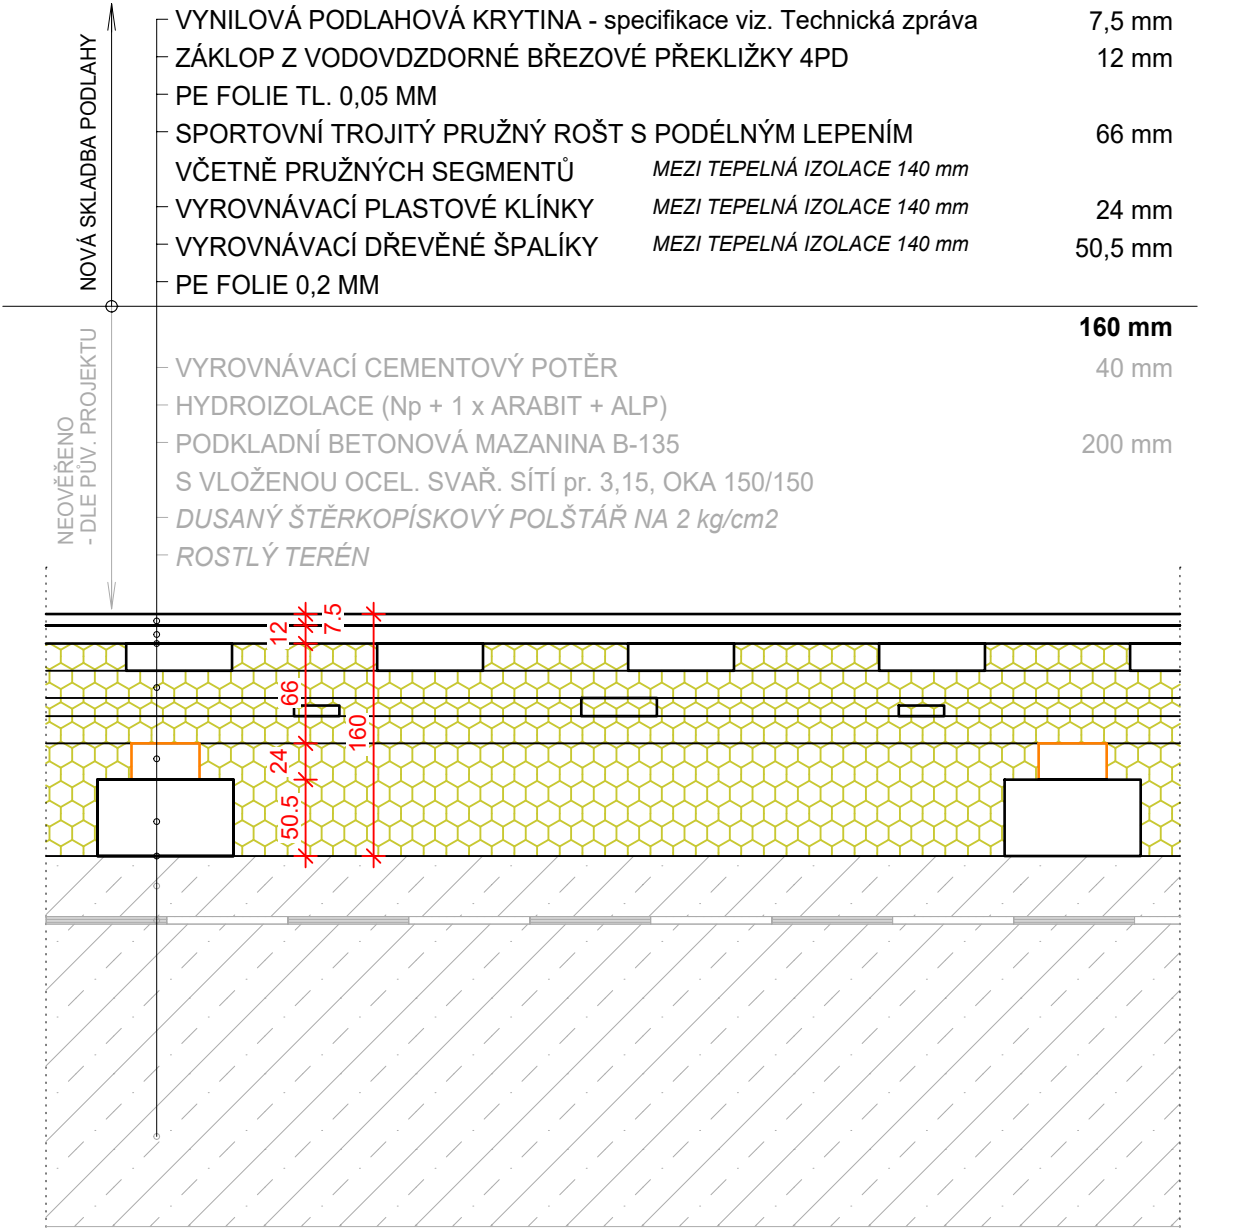 VYNILOVÁ PODLAHOVÁ KRYTINA - specifikace viz. Technická zpráva 7,5 mm
ZÁKLOP Z VODOVDZDORNÉ BŘEZOVÉ PŘEKLIŽKY 4PD 12 mm
PE FOLIE TL. 0,05 MM
SPORTOVNÍ TROJITÝ PRUŽNÝ ROŠT S PODÉLNÝM LEPENÍM 66 mm
VČETNĚ PRUŽNÝCH SEGMENTŮ MEZI TEPELNÁ IZOLACE 140 mm
VYROVNÁVACÍ PLASTOVÉ KLÍNKY MEZI TEPELNÁ IZOLACE 140 mm 24 mm
VYROVNÁVACÍ DŘEVĚNÉ ŠPALÍKY MEZI TEPELNÁ IZOLACE 140 mm 50,5 mm
PE FOLIE 0,2 MM
NOVÁ SKLADBA PODLAHY
160 mm
VYROVNÁVACÍ CEMENTOVÝ POTĚR 40 mm
HYDROIZOLACE (Np + 1 x ARABIT + ALP)
PODKLADNÍ BETONOVÁ MAZANINA B-135 200 mm
S VLOŽENOU OCEL. SVAŘ. SÍTÍ pr. 3,15, OKA 150/150
DUSANÝ ŠTĚRKOPÍSKOVÝ POLŠTÁŘ NA 2 kg/cm2
ROSTLÝ TERÉN
NEOVĚŘENO
- DLE PŮV. PROJEKTU
7.5
12
66
160
24
50.5